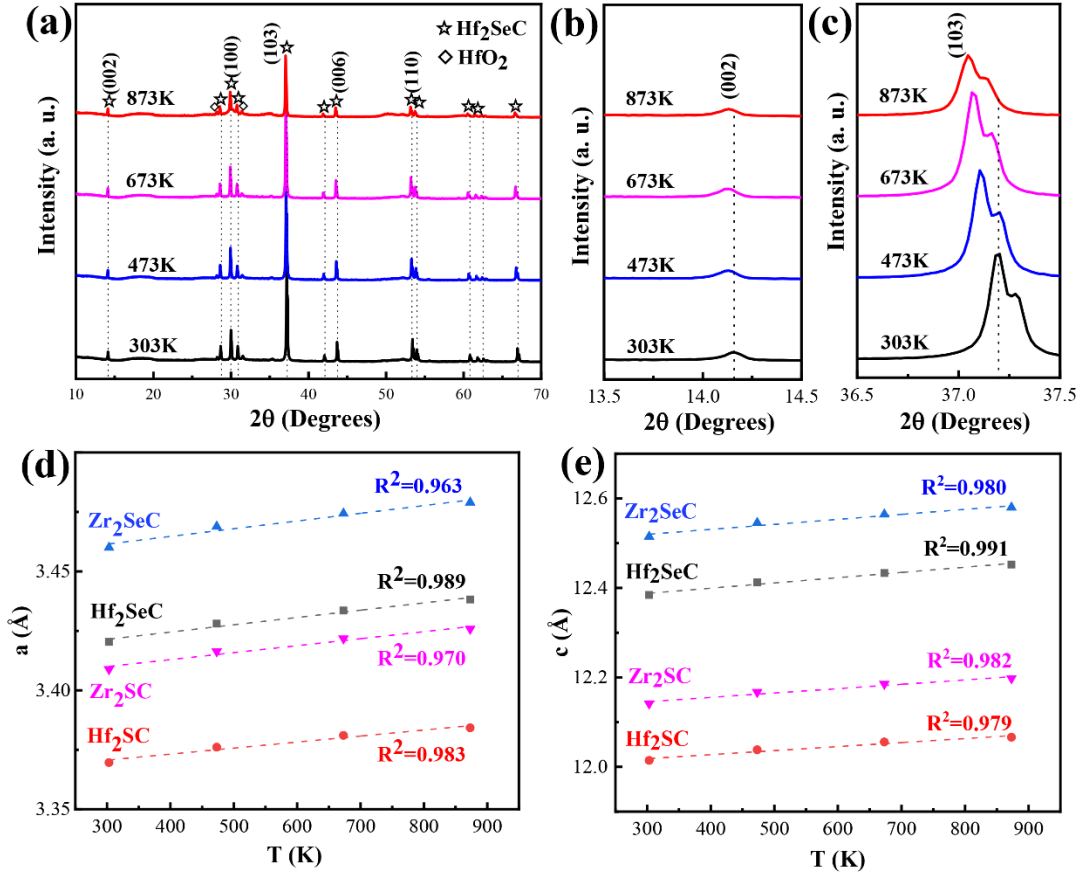 (a)
☆ Hf₂SeC
◇ HfO₂
(002)
(100)
(103)
(006)
(110)
873K
673K
473K
303K
Intensity (a. u.)
10 20 30 40 50 60 70
2θ (Degrees)
(b)
(002)
873K
673K
473K
303K
Intensity (a. u.)
13.5 14.0 14.5
2θ (Degrees)
(c)
(103)
873K
673K
473K
303K
Intensity (a. u.)
36.5 37.0 37.5
2θ (Degrees)
(d)
R²=0.963
Zr₂SeC
R²=0.989
Hf₂SeC
R²=0.970
Zr₂SC
Hf₂SC
R²=0.983
a (Å)
3.45
3.40
3.35
300 400 500 600 700 800 900
T (K)
(e)
R²=0.980
Zr₂SeC
R²=0.991
Hf₂SeC
R²=0.982
Zr₂SC
R²=0.979
Hf₂SC
c (Å)
12.6
12.4
12.2
12.0
300 400 500 600 700 800 900
T (K)